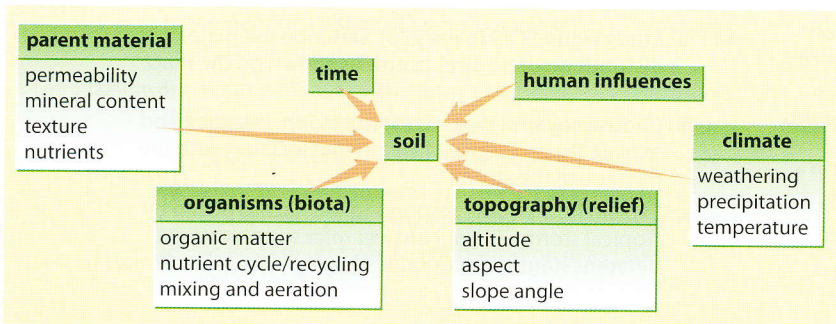 parent material
permeability
mineral content
texture
nutrients
time
human influences
soil
climate
weathering
precipitation
temperature
organisms (biota)
organic matter
nutrient cycle/recycling
mixing and aeration
topography (relief)
altitude
aspect
slope angle